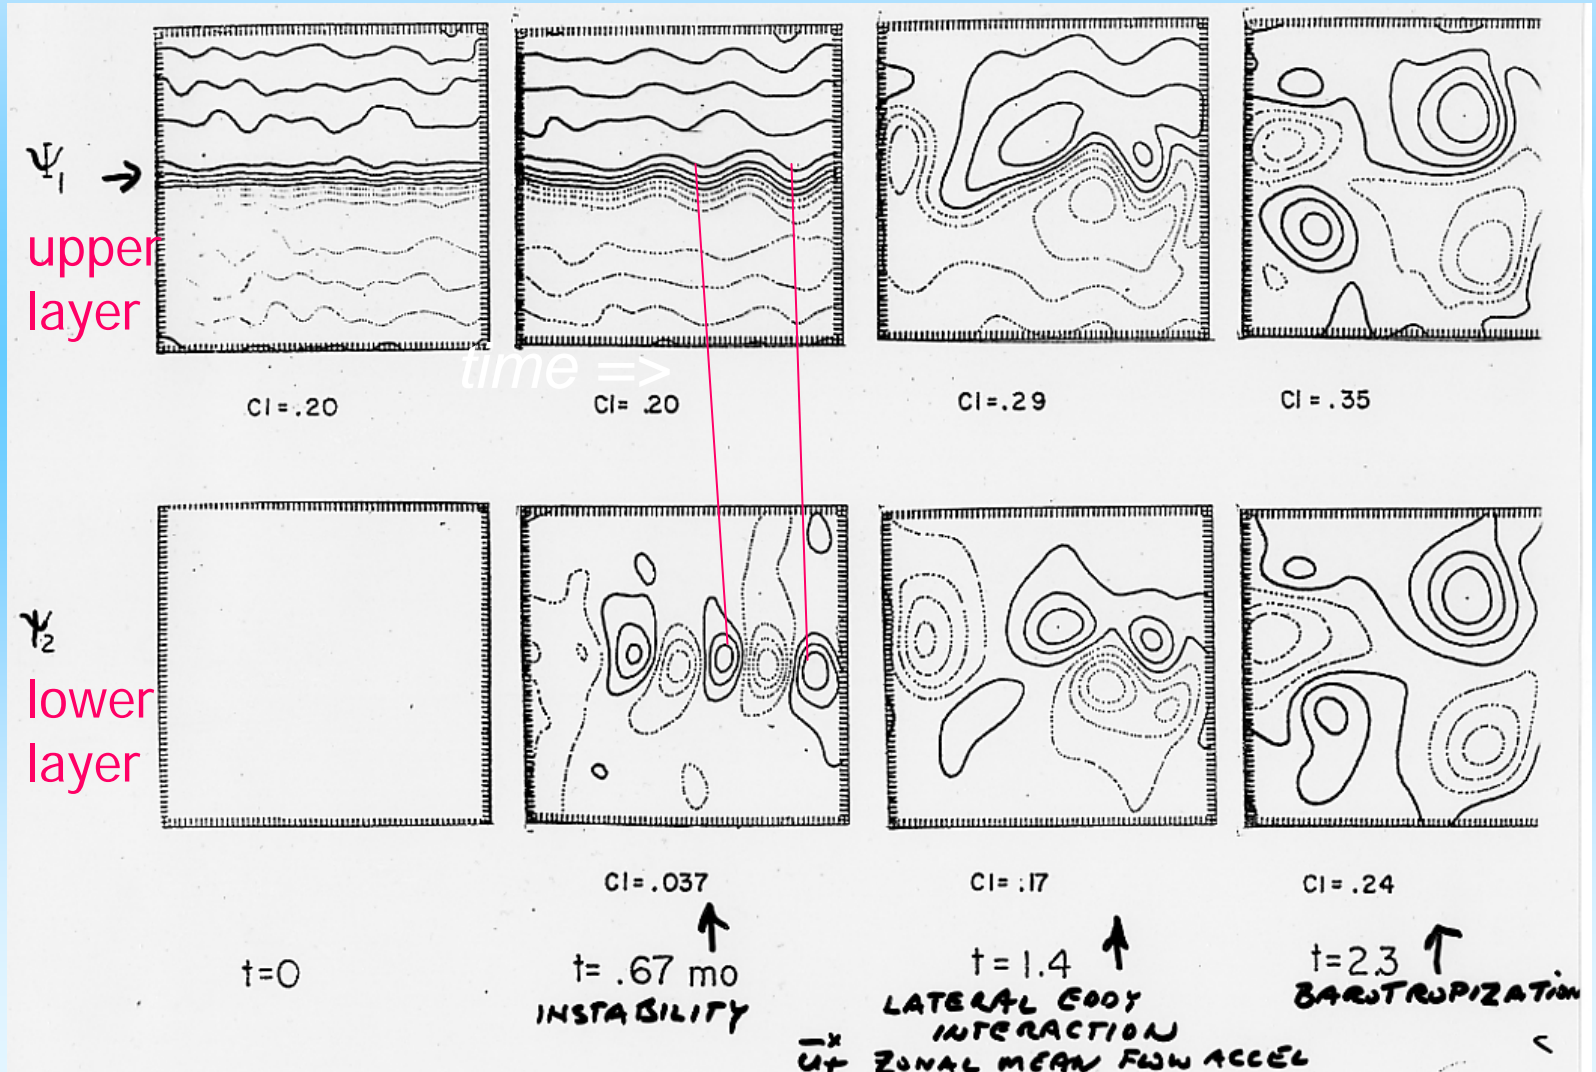 Ψ₁ →
upper
layer
time =>
CI=.20
CI= .20
CI=.29
CI=.35
Ψ₂
lower
layer
CI=.037
CI=.17
CI=.24
t=0
t= .67 mo
INSTABILITY
t=1.4
LATERAL EDDY
INTERACTION
ZONAL MEAN FLOW ACCEL
t=2.3
BAROTROPIZATION